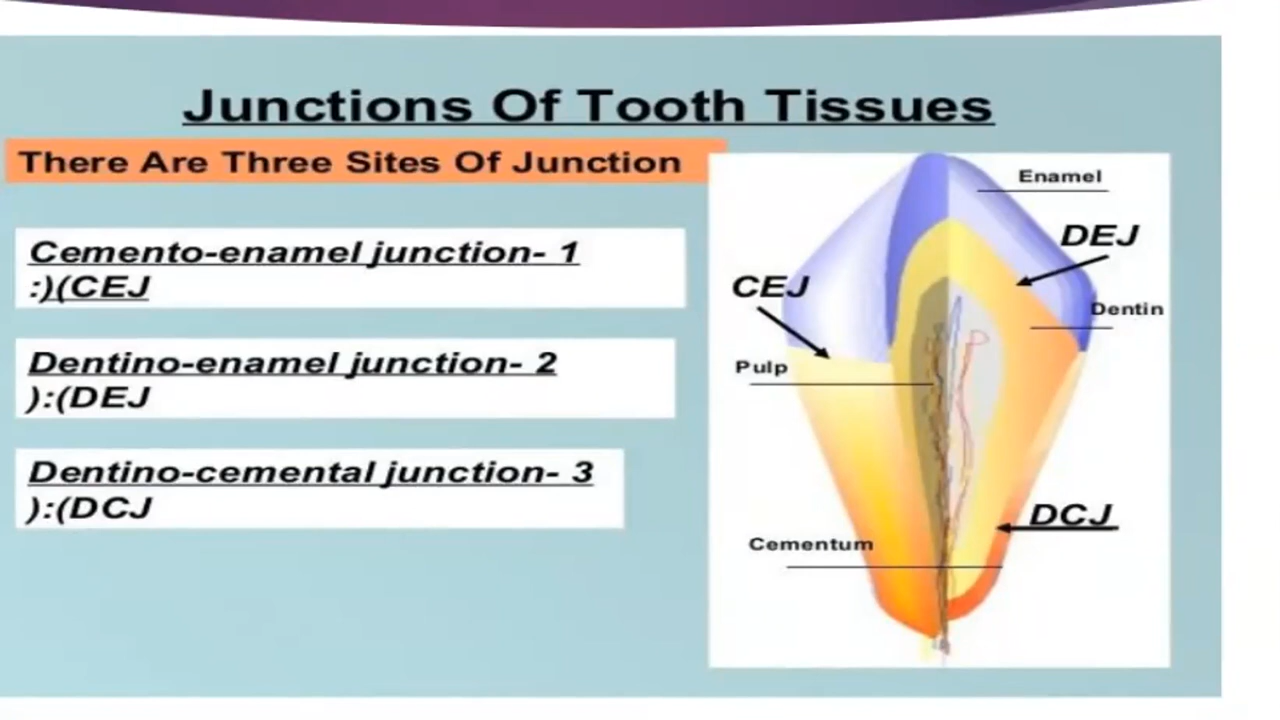 Junctions Of Tooth Tissues
There Are Three Sites Of Junction
Cemento-enamel junction- 1
:)(CEJ
Dentino-enamel junction- 2
):(DEJ
Dentino-cemental junction- 3
):(DCJ
Enamel
DEJ
CEJ
Dentin
Pulp
DCJ
Cementum